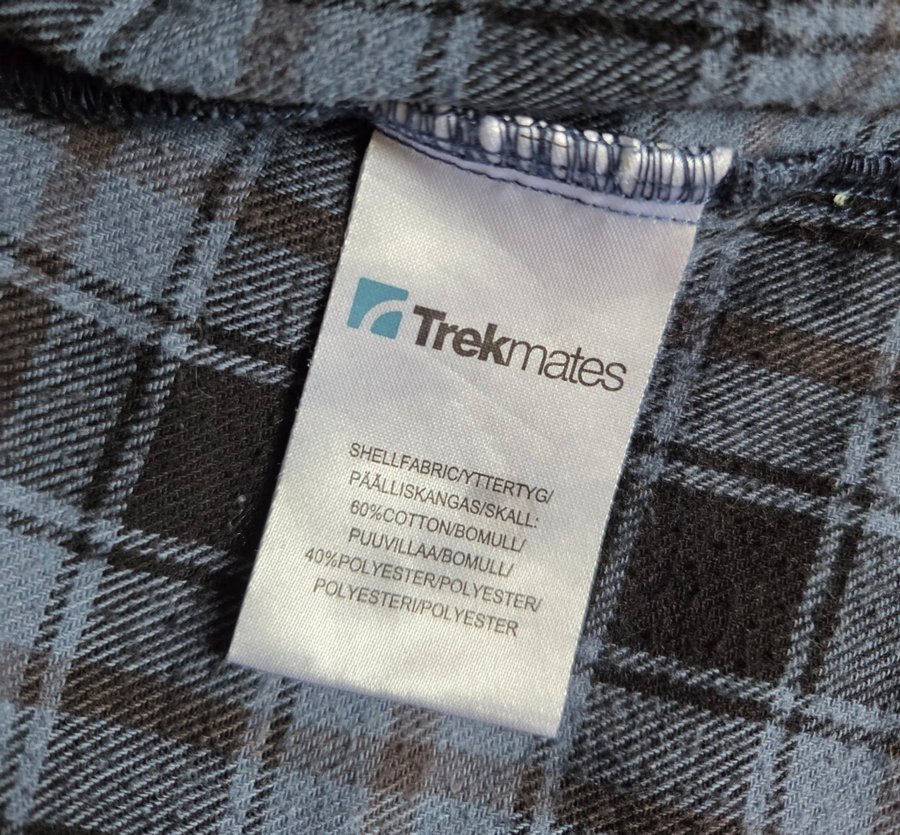 Trekmates
SHELLFABRIC/YTTERTYG/
PÄÄLLISKANGAS/SKALL:
60%COTTON/BOMULL/
PUUVILLAA/BOMULL/
40%POLYESTER/POLYESTER/
POLYESTERI/POLYESTER